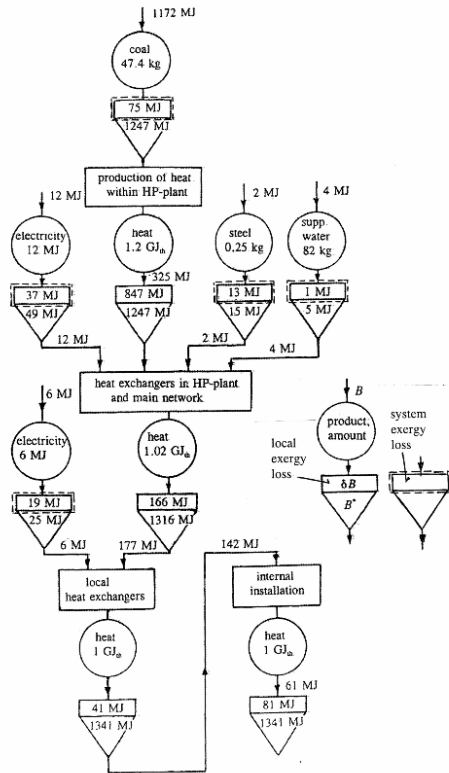 1172 MJ
coal
47.4 kg
75 MJ
1247 MJ
production of heat
within HP-plant
12 MJ
2 MJ
4 MJ
electricity
12 MJ
heat
1.2 GJth
steel
0,25 kg
supp.
water
82 kg
325 MJ
37 MJ
49 MJ
847 MJ
1247 MJ
13 MJ
15 MJ
1 MJ
5 MJ
12 MJ
2 MJ
4 MJ
heat exchangers in HP-plant
and main network
6 MJ
electricity
6 MJ
heat
1.02 GJth
B
product,
amount
local
exergy
loss
δB
B*
system
exergy
loss
19 MJ
25 MJ
166 MJ
1316 MJ
6 MJ
177 MJ
142 MJ
local
heat exchangers
internal
installation
heat
1 GJth
heat
1 GJth
61 MJ
41 MJ
1341 MJ
81 MJ
1341 MJ